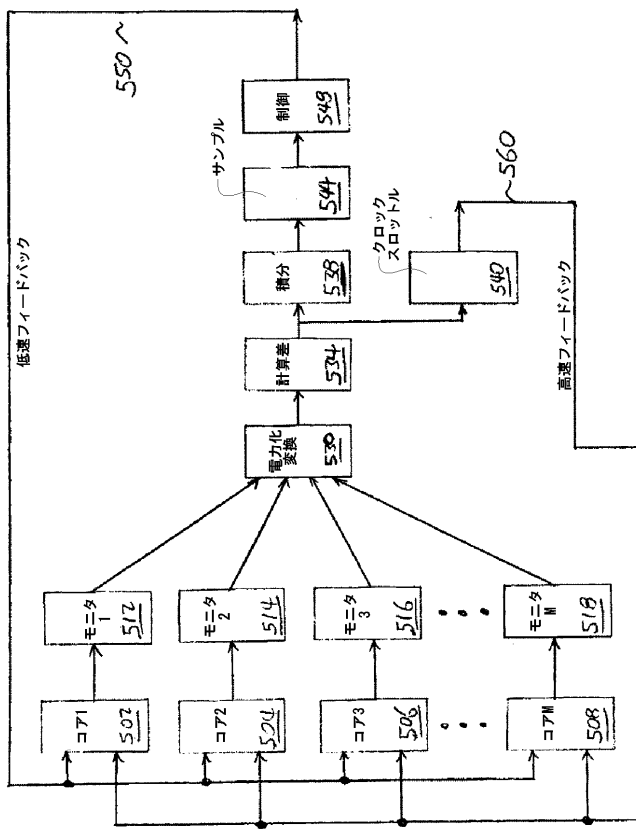 低速フィードバック
550
コア1
502
モニタ
1
512
コア2
504
モニタ
2
514
コア3
506
モニタ
3
516
コアM
508
モニタ
M
518
電力化
変換
530
計算差
534
積分
538
サンプル
544
制御
549
クロック
スロットル
540
560
高速フィードバック